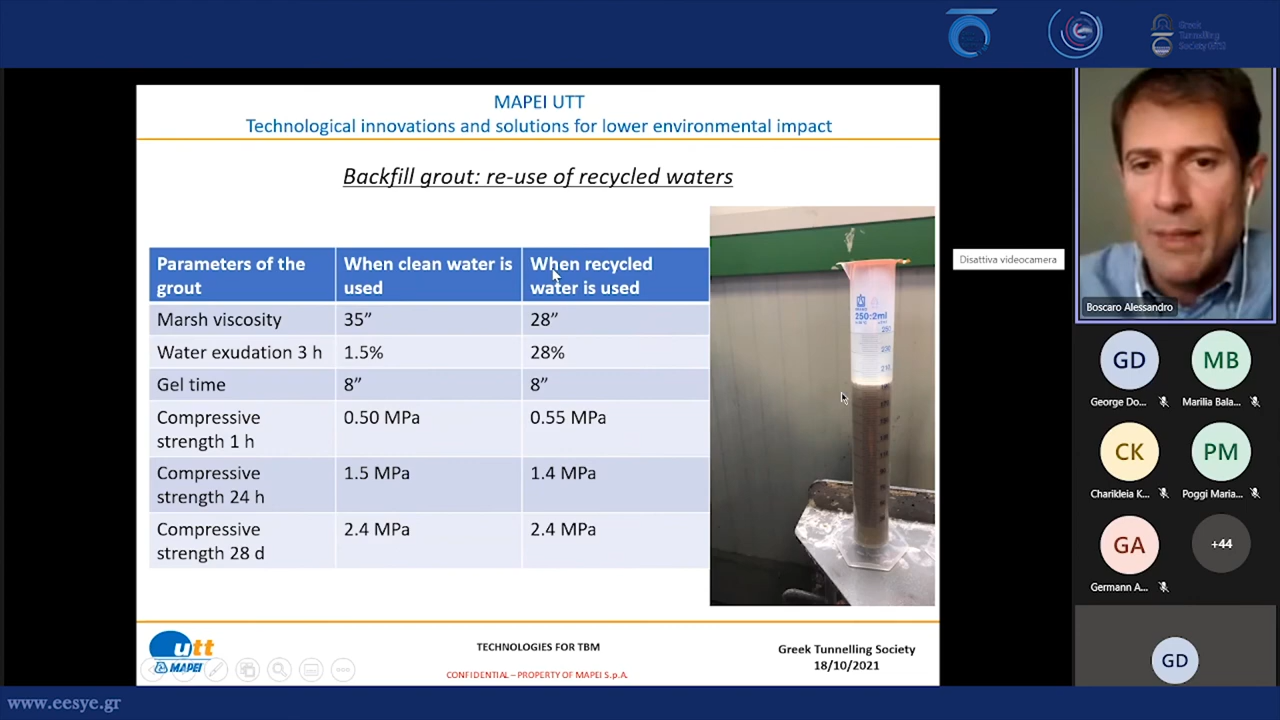 Greek
Tunnelling
Society
MAPEI UTT
Technological innovations and solutions for lower environmental impact
Backfill grout: re-use of recycled waters
Parameters of the grout
When clean water is used
When recycled water is used
Marsh viscosity
35”
28”
Water exudation 3 h
1.5%
28%
Gel time
8”
8”
Compressive strength 1 h
0.50 MPa
0.55 MPa
Compressive strength 24 h
1.5 MPa
1.4 MPa
Compressive strength 28 d
2.4 MPa
2.4 MPa
250:2ml
utt
MAPEI
TECHNOLOGIES FOR TBM
CONFIDENTIAL – PROPERTY OF MAPEI S.p.A.
Greek Tunnelling Society
18/10/2021
Disattiva videocamera
Boscaro Alessandro
GD
MB
George Do...
Marilia Bala...
CK
PM
Charikleia K...
Poggi Maria...
GA
+44
Germann A...
GD
www.eesye.gr